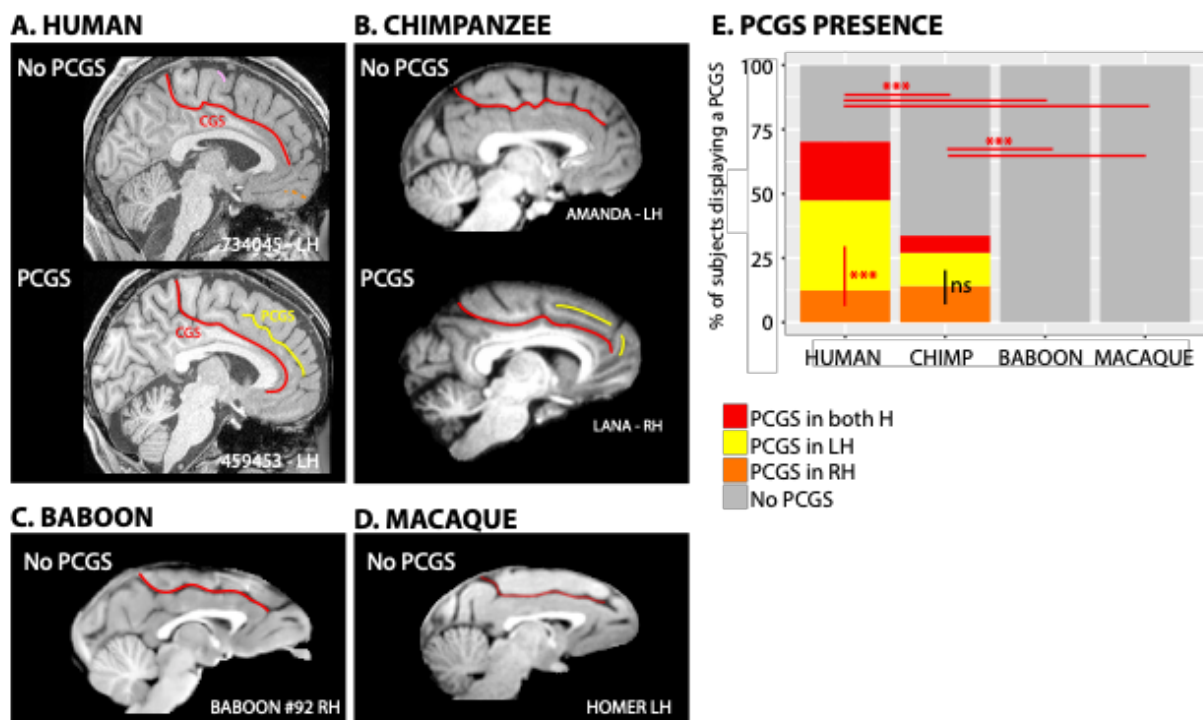 A. HUMAN
No PCGS
CGS
734045 - LH
PCGS
PCGS
CGS
459453 - LH
B. CHIMPANZEE
No PCGS
AMANDA - LH
PCGS
LANA - RH
C. BABOON
No PCGS
BABOON #92 RH
D. MACAQUE
No PCGS
HOMER LH
E. PCGS PRESENCE
% of subjects displaying a PCGS
100
75
50
25
0
***
***
***
ns
HUMAN CHIMP BABOON MACAQUE
PCGS in both H
PCGS in LH
PCGS in RH
No PCGS